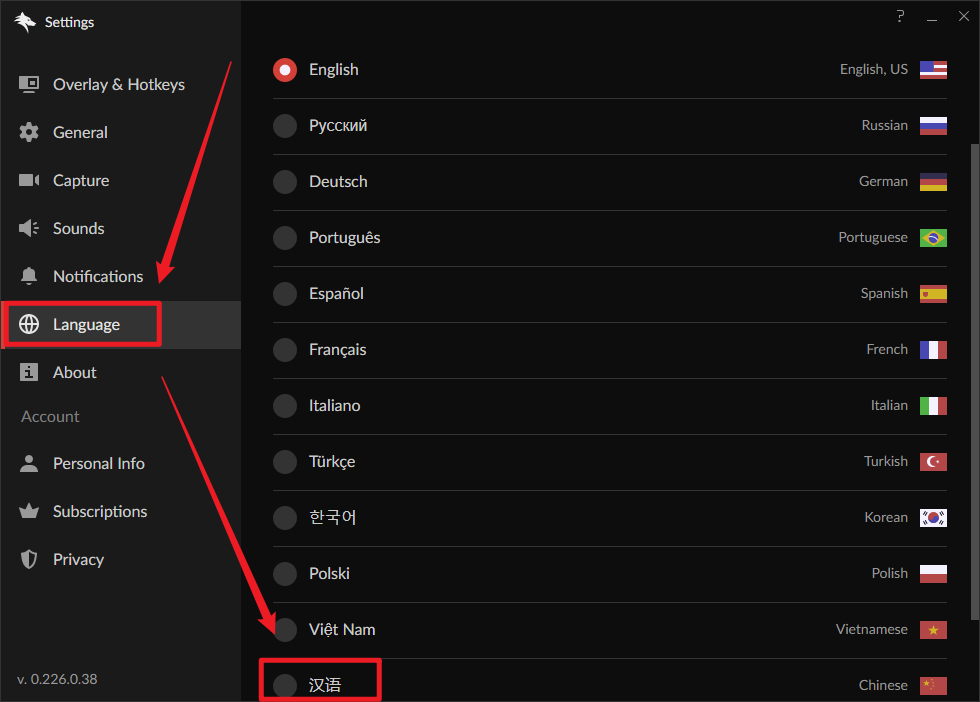 Settings
?
Overlay & Hotkeys
General
Capture
Sounds
Notifications
Language
About
Account
Personal Info
Subscriptions
Privacy
v. 0.226.0.38
English English, US
Русский Russian
Deutsch German
Português Portuguese
Español Spanish
Français French
Italiano Italian
Türkçe Turkish
한국어 Korean
Polski Polish
Việt Nam Vietnamese
汉语 Chinese